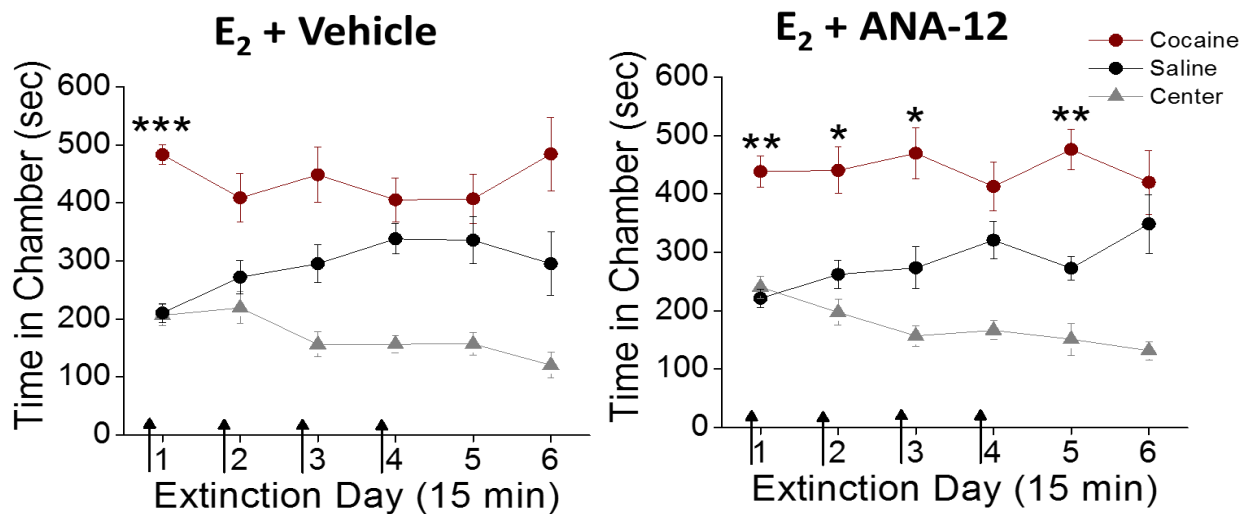 E₂ + Vehicle
Time in Chamber (sec)
600
500
400
300
200
100
0
***
1 2 3 4 5 6
Extinction Day (15 min)
E₂ + ANA-12
Cocaine
Saline
Center
Time in Chamber (sec)
600
500
400
300
200
100
0
** * * **
1 2 3 4 5 6
Extinction Day (15 min)